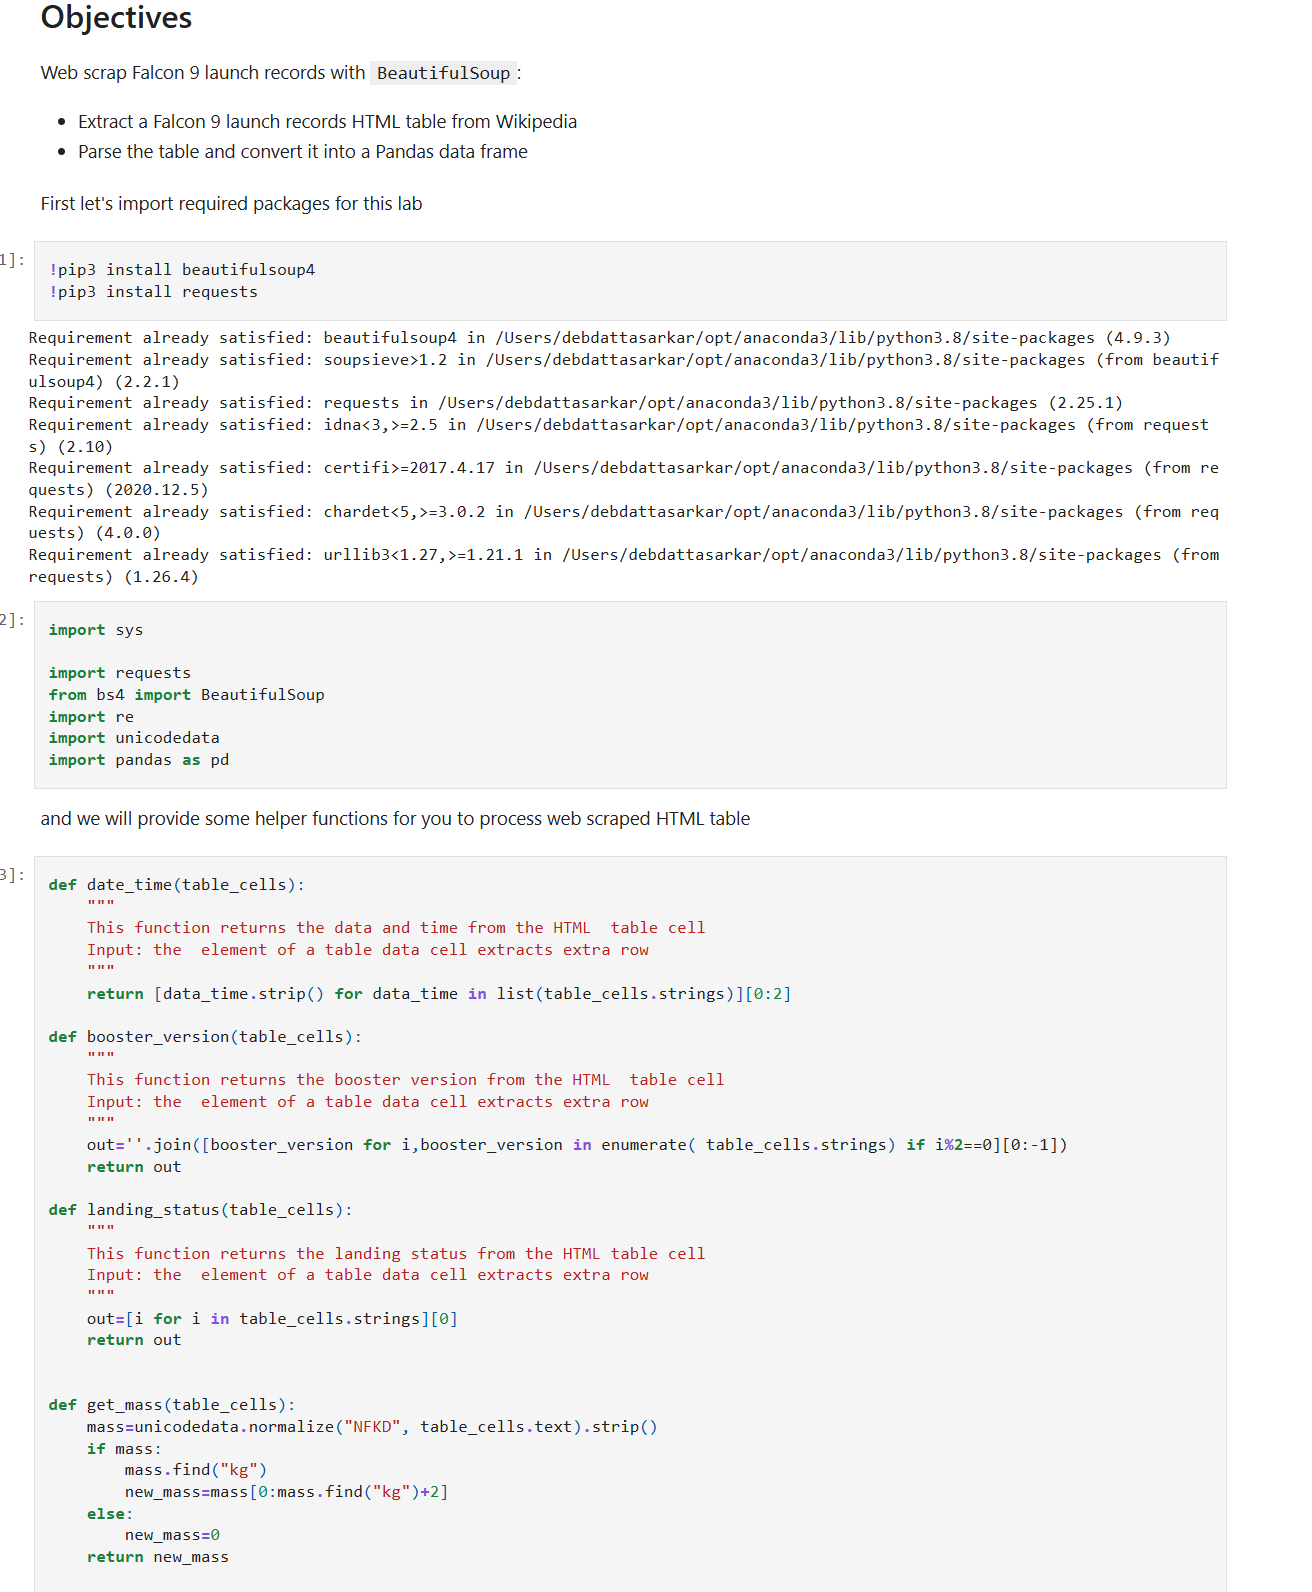 Objectives
Web scrap Falcon 9 launch records with BeautifulSoup :
• Extract a Falcon 9 launch records HTML table from Wikipedia
• Parse the table and convert it into a Pandas data frame
First let's import required packages for this lab
1]:
!pip3 install beautifulsoup4
!pip3 install requests
Requirement already satisfied: beautifulsoup4 in /Users/debdattasarkar/opt/anaconda3/lib/python3.8/site-packages (4.9.3)
Requirement already satisfied: soupsieve>1.2 in /Users/debdattasarkar/opt/anaconda3/lib/python3.8/site-packages (from beautif
ulsoup4) (2.2.1)
Requirement already satisfied: requests in /Users/debdattasarkar/opt/anaconda3/lib/python3.8/site-packages (2.25.1)
Requirement already satisfied: idna<3,>=2.5 in /Users/debdattasarkar/opt/anaconda3/lib/python3.8/site-packages (from request
s) (2.10)
Requirement already satisfied: certifi>=2017.4.17 in /Users/debdattasarkar/opt/anaconda3/lib/python3.8/site-packages (from re
quests) (2020.12.5)
Requirement already satisfied: chardet<5,>=3.0.2 in /Users/debdattasarkar/opt/anaconda3/lib/python3.8/site-packages (from req
uests) (4.0.0)
Requirement already satisfied: urllib3<1.27,>=1.21.1 in /Users/debdattasarkar/opt/anaconda3/lib/python3.8/site-packages (from
requests) (1.26.4)
2]:
import sys

import requests
from bs4 import BeautifulSoup
import re
import unicodedata
import pandas as pd
and we will provide some helper functions for you to process web scraped HTML table
3]:
def date_time(table_cells):
    """
    This function returns the data and time from the HTML  table cell
    Input: the  element of a table data cell extracts extra row
    """
    return [data_time.strip() for data_time in list(table_cells.strings)][0:2]

def booster_version(table_cells):
    """
    This function returns the booster version from the HTML  table cell
    Input: the  element of a table data cell extracts extra row
    """
    out=''.join([booster_version for i,booster_version in enumerate( table_cells.strings) if i%2==0][0:-1])
    return out

def landing_status(table_cells):
    """
    This function returns the landing status from the HTML table cell
    Input: the  element of a table data cell extracts extra row
    """
    out=[i for i in table_cells.strings][0]
    return out


def get_mass(table_cells):
    mass=unicodedata.normalize("NFKD", table_cells.text).strip()
    if mass:
        mass.find("kg")
        new_mass=mass[0:mass.find("kg")+2]
    else:
        new_mass=0
    return new_mass